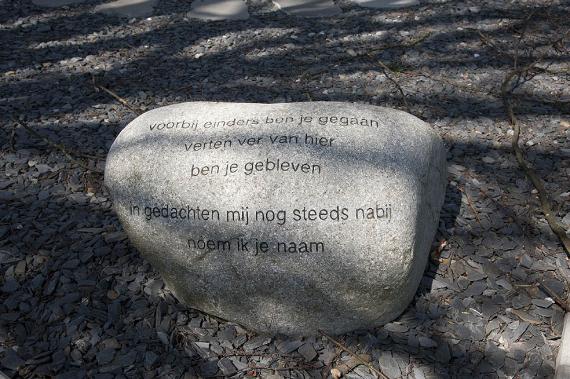 voorbij einders ben je gegaan
verten ver van hier
ben je gebleven
in gedachten mij nog steeds nabij
noem ik je naam